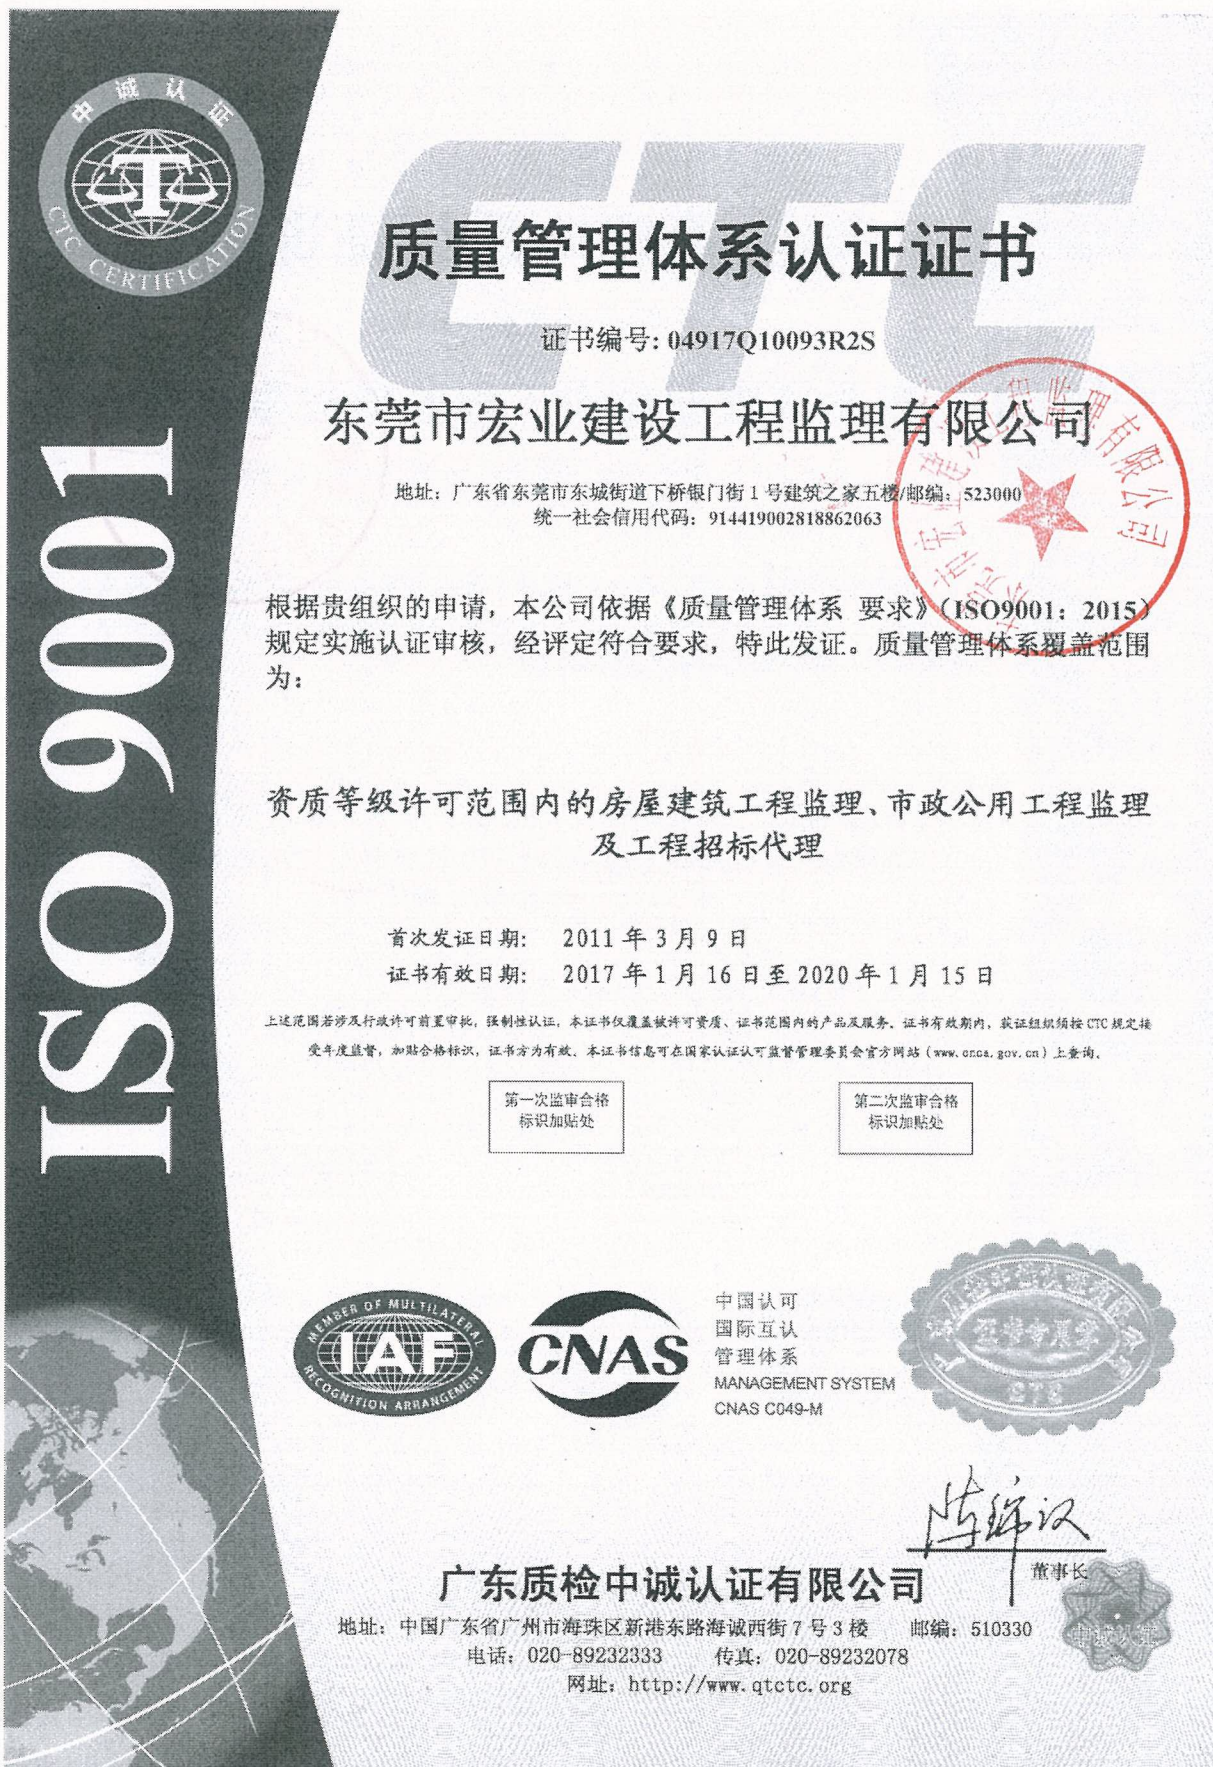 中诚认证
CTC CERTIFICATION
CTC
ISO 9001
质量管理体系认证证书
证书编号: 04917Q10093R2S
东莞市宏业建设工程监理有限公司
地址：广东省东莞市东城街道下桥银门街 1 号建筑之家五楼/邮编：523000
统一社会信用代码：914419002818862063
根据贵组织的申请，本公司依据《质量管理体系 要求》（ISO9001：2015）
规定实施认证审核，经评定符合要求，特此发证。质量管理体系覆盖范围
为：
资质等级许可范围内的房屋建筑工程监理、市政公用工程监理
及工程招标代理
首次发证日期: 2011 年 3 月 9 日
证书有效日期: 2017 年 1 月 16 日至 2020 年 1 月 15 日
上述范围若涉及行政许可前置审批，强制性认证，本证书仅覆盖被许可资质、证书范围内的产品及服务。证书有效期内，获证组织须按 CTC 规定接
受年度监督，加贴合格标识，证书方为有效。本证书信息可在国家认证认可监督管理委员会官方网站（www.cnca.gov.cn）上查询。
第一次监审合格
标识加贴处
第二次监审合格
标识加贴处
MEMBER OF MULTILATERAL
IAF
RECOGNITION ARRANGEMENT
CNAS
中国认可
国际互认
管理体系
MANAGEMENT SYSTEM
CNAS C049-M
董事长
广东质检中诚认证有限公司
地址：中国广东省广州市海珠区新港东路海诚西街 7 号 3 楼 邮编：510330
电话：020-89232333 传真：020-89232078
网址：http://www.qtctc.org